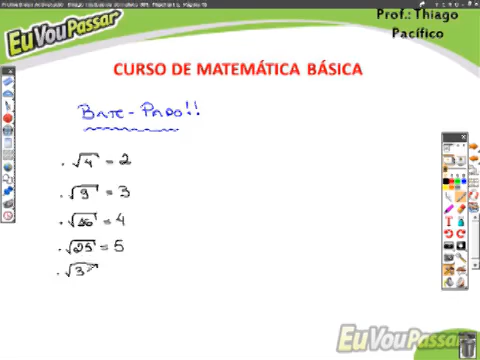 Prof.: Thiago
Pacífico
EuVouPassar
CURSO DE MATEMÁTICA BÁSICA
BATE-PAPO!!
. √4 = 2
. √9 = 3
. √16 = 4
. √25 = 5
. √3
EuVouPassar